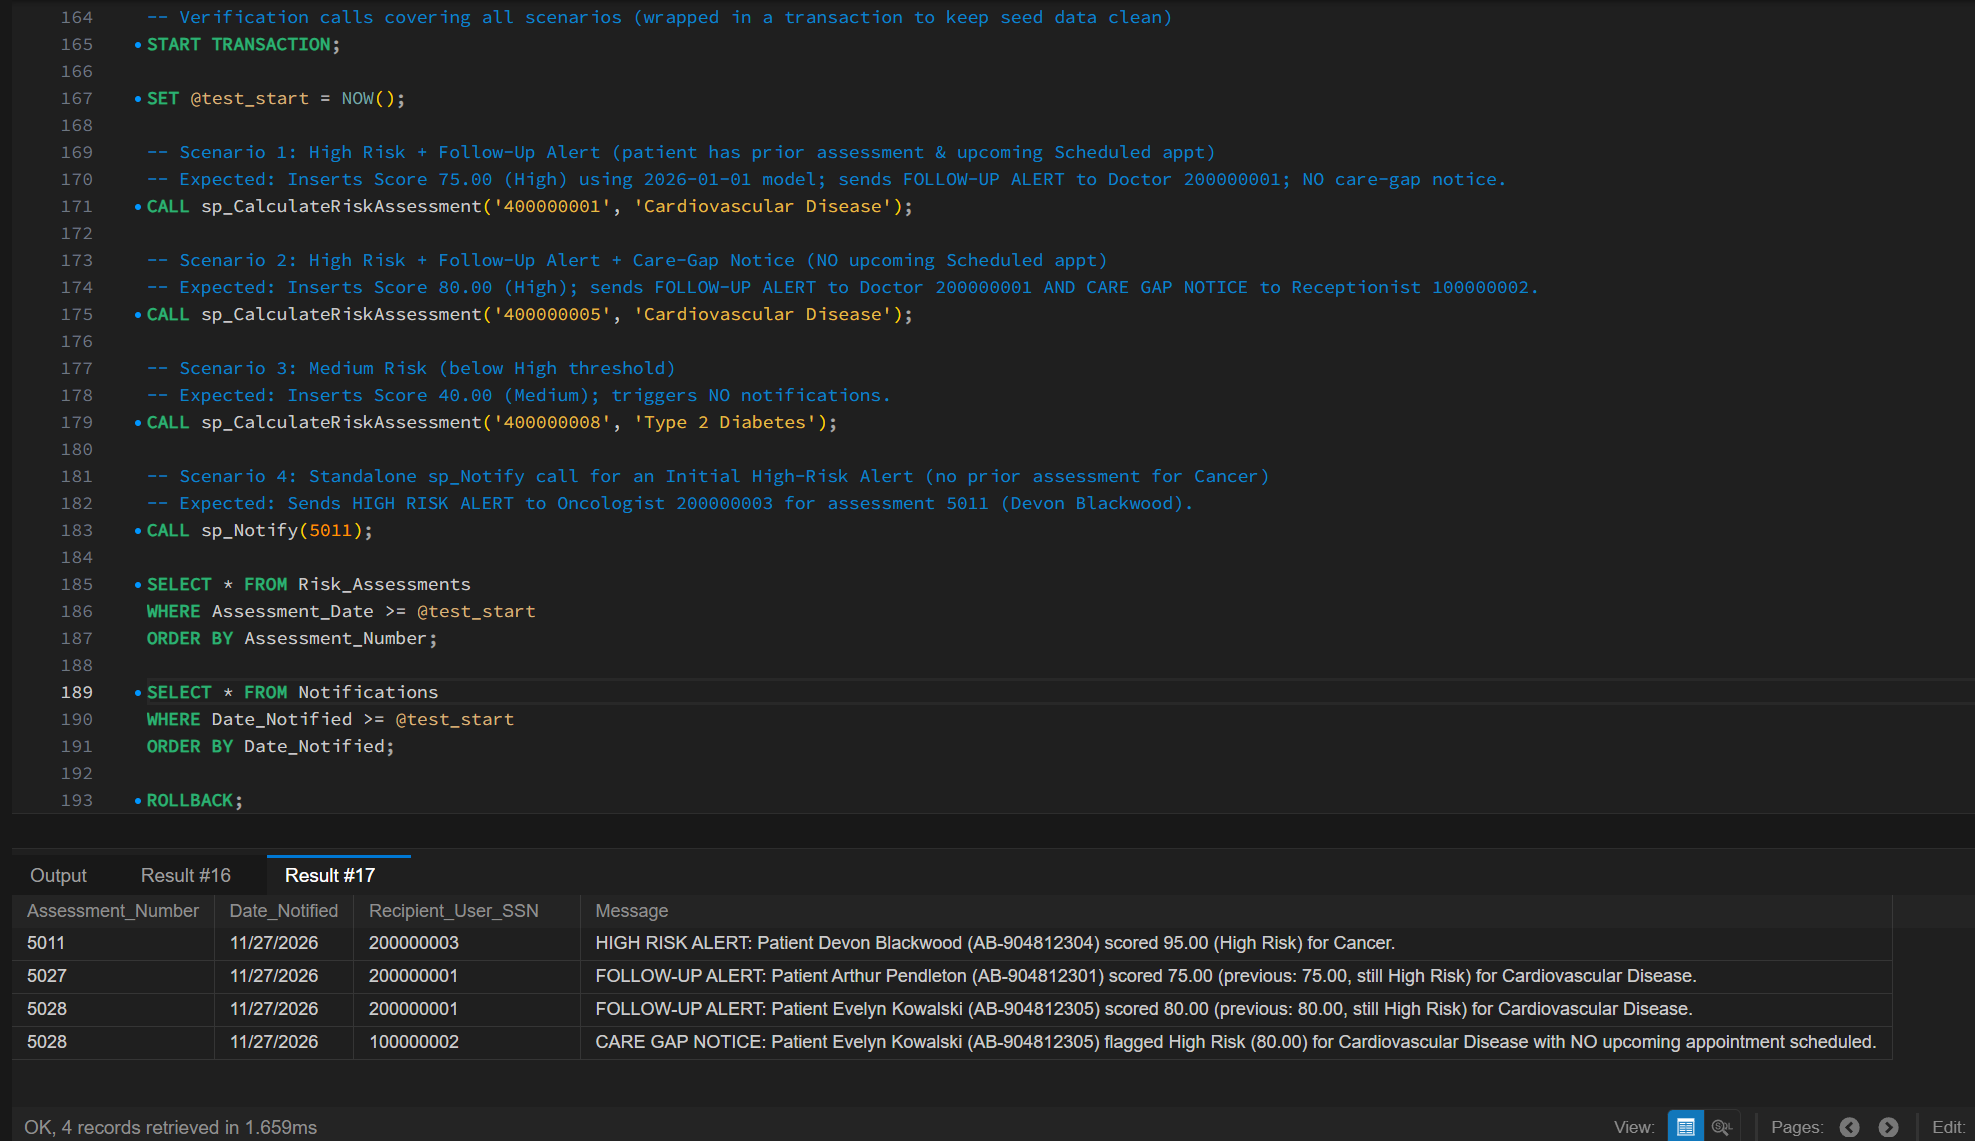 164 -- Verification calls covering all scenarios (wrapped in a transaction to keep seed data clean)
165 START TRANSACTION;
166
167 SET @test_start = NOW();
168
169 -- Scenario 1: High Risk + Follow-Up Alert (patient has prior assessment & upcoming Scheduled appt)
170 -- Expected: Inserts Score 75.00 (High) using 2026-01-01 model; sends FOLLOW-UP ALERT to Doctor 200000001; NO care-gap notice.
171 CALL sp_CalculateRiskAssessment('400000001', 'Cardiovascular Disease');
172
173 -- Scenario 2: High Risk + Follow-Up Alert + Care-Gap Notice (NO upcoming Scheduled appt)
174 -- Expected: Inserts Score 80.00 (High); sends FOLLOW-UP ALERT to Doctor 200000001 AND CARE GAP NOTICE to Receptionist 100000002.
175 CALL sp_CalculateRiskAssessment('400000005', 'Cardiovascular Disease');
176
177 -- Scenario 3: Medium Risk (below High threshold)
178 -- Expected: Inserts Score 40.00 (Medium); triggers NO notifications.
179 CALL sp_CalculateRiskAssessment('400000008', 'Type 2 Diabetes');
180
181 -- Scenario 4: Standalone sp_Notify call for an Initial High-Risk Alert (no prior assessment for Cancer)
182 -- Expected: Sends HIGH RISK ALERT to Oncologist 200000003 for assessment 5011 (Devon Blackwood).
183 CALL sp_Notify(5011);
184
185 SELECT * FROM Risk_Assessments
186 WHERE Assessment_Date >= @test_start
187 ORDER BY Assessment_Number;
188
189 SELECT * FROM Notifications
190 WHERE Date_Notified >= @test_start
191 ORDER BY Date_Notified;
192
193 ROLLBACK;
Output Result #16 Result #17
Assessment_Number Date_Notified Recipient_User_SSN Message
5011 11/27/2026 200000003 HIGH RISK ALERT: Patient Devon Blackwood (AB-904812304) scored 95.00 (High Risk) for Cancer.
5027 11/27/2026 200000001 FOLLOW-UP ALERT: Patient Arthur Pendleton (AB-904812301) scored 75.00 (previous: 75.00, still High Risk) for Cardiovascular Disease.
5028 11/27/2026 200000001 FOLLOW-UP ALERT: Patient Evelyn Kowalski (AB-904812305) scored 80.00 (previous: 80.00, still High Risk) for Cardiovascular Disease.
5028 11/27/2026 100000002 CARE GAP NOTICE: Patient Evelyn Kowalski (AB-904812305) flagged High Risk (80.00) for Cardiovascular Disease with NO upcoming appointment scheduled.
OK, 4 records retrieved in 1.659ms View: SQL Pages: Edit: